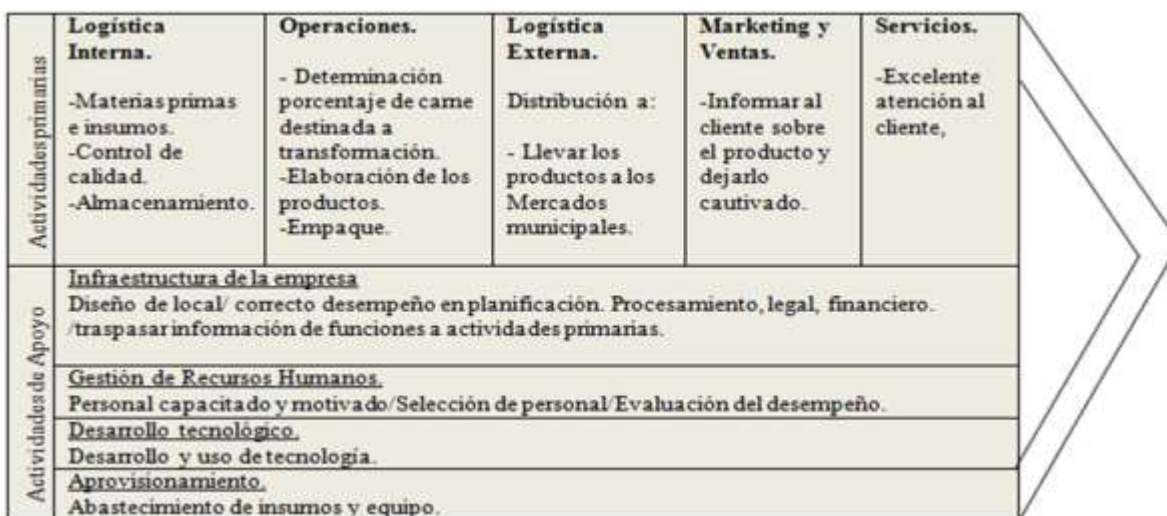 Actividades primarias
Logística
Interna.
-Materias primas
e insumos.
-Control de
calidad.
-Almacenamiento.
Operaciones.
- Determinación
porcentaje de carne
destinada a
transformación.
-Elaboración de los
productos.
-Empaque.
Logística
Externa.
Distribución a:
- Llevar los
productos a los
Mercados
municipales.
Marketing y
Ventas.
-Informar al
cliente sobre
el producto y
dejarlo
cautivado.
Servicios.
-Excelente
atención al
cliente,
Actividades de Apoyo
Infraestructura de la empresa
Diseño de local/ correcto desempeño en planificación. Procesamiento, legal, financiero.
/traspasar información de funciones a actividades primarias.
Gestión de Recursos Humanos.
Personal capacitado y motivado/Selección de personal/Evaluación del desempeño.
Desarrollo tecnológico.
Desarrollo y uso de tecnología.
Aprovisionamiento.
Abastecimiento de insumos y equipo.